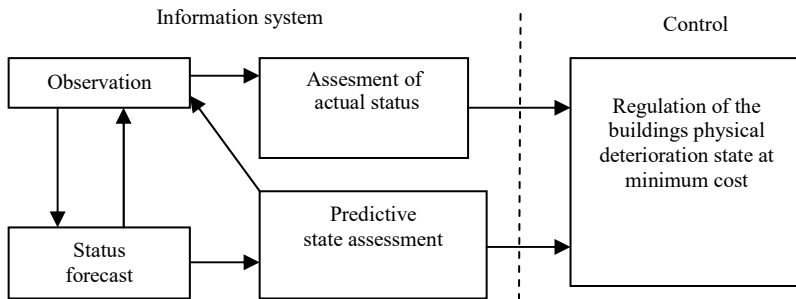 Information system
Control
Observation
Assesment of
actual status
Regulation of the
buildings physical
deterioration state at
minimum cost
Status
forecast
Predictive
state assessment